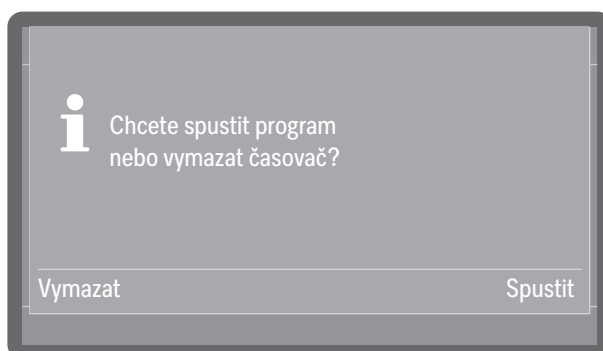 Chcete spustit program
nebo vymazat časovač?
Vymazat
Spustit